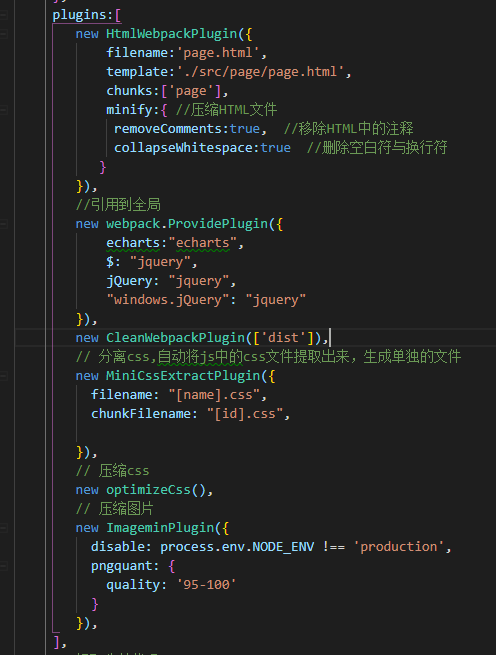 plugins:[
new HtmlWebpackPlugin({
filename:'page.html',
template:'./src/page/page.html',
chunks:['page'],
minify:{ //压缩HTML文件
removeComments:true, //移除HTML中的注释
collapseWhitespace:true //删除空白符与换行符
}
}),
//引用到全局
new webpack.ProvidePlugin({
echarts:"echarts",
$: "jquery",
jQuery: "jquery",
"windows.jQuery": "jquery"
}),
new CleanWebpackPlugin(['dist']),
// 分离css,自动将js中的css文件提取出来，生成单独的文件
new MiniCssExtractPlugin({
filename: "[name].css",
chunkFilename: "[id].css",
}),
// 压缩css
new optimizeCss(),
// 压缩图片
new ImageminPlugin({
disable: process.env.NODE_ENV !== 'production',
pngquant: {
quality: '95-100'
}
}),
],